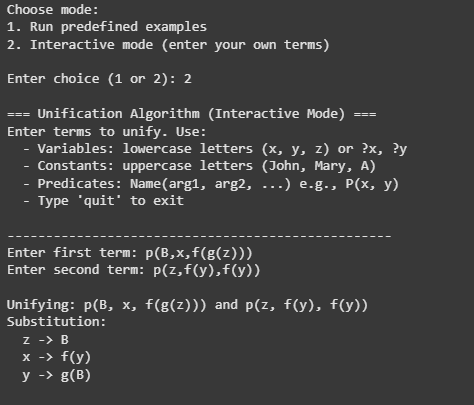 Choose mode:
1. Run predefined examples
2. Interactive mode (enter your own terms)
Enter choice (1 or 2): 2
=== Unification Algorithm (Interactive Mode) ===
Enter terms to unify. Use:
- Variables: lowercase letters (x, y, z) or ?x, ?y
- Constants: uppercase letters (John, Mary, A)
- Predicates: Name(arg1, arg2, ...) e.g., P(x, y)
- Type 'quit' to exit
--------------------------------------------------
Enter first term: p(B,x,f(g(z)))
Enter second term: p(z,f(y),f(y))
Unifying: p(B, x, f(g(z))) and p(z, f(y), f(y))
Substitution:
z -> B
x -> f(y)
y -> g(B)